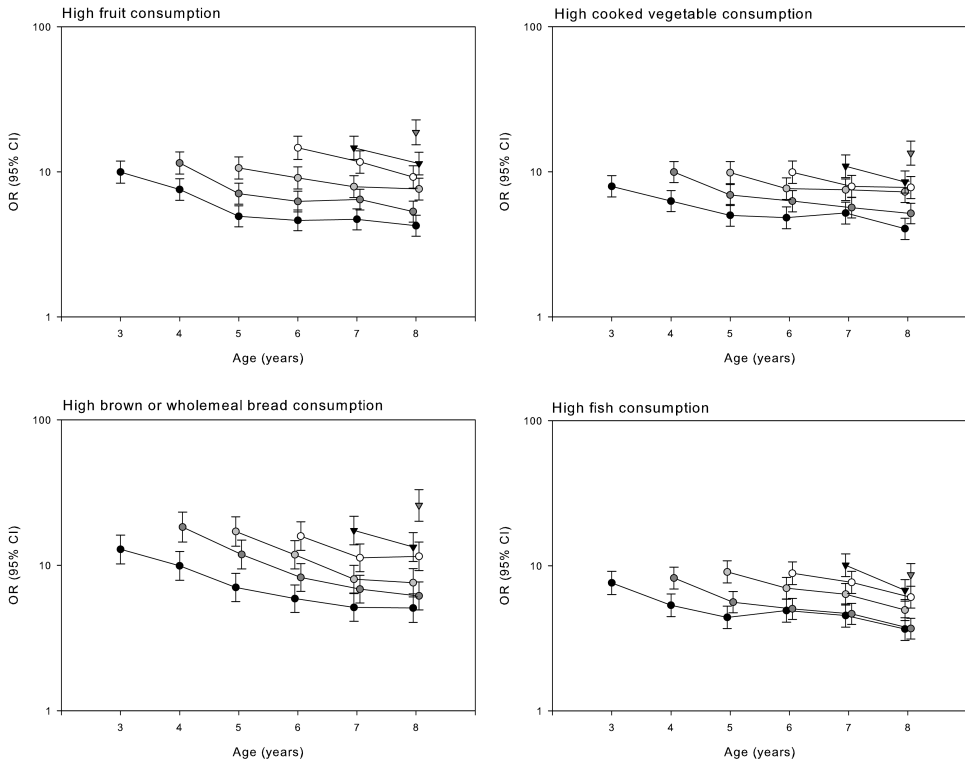 High fruit consumption
100
10
1
OR (95% CI)
3 4 5 6 7 8
Age (years)
High cooked vegetable consumption
100
10
1
OR (95% CI)
3 4 5 6 7 8
Age (years)
High brown or wholemeal bread consumption
100
10
1
OR (95% CI)
3 4 5 6 7 8
Age (years)
High fish consumption
100
10
1
OR (95% CI)
3 4 5 6 7 8
Age (years)